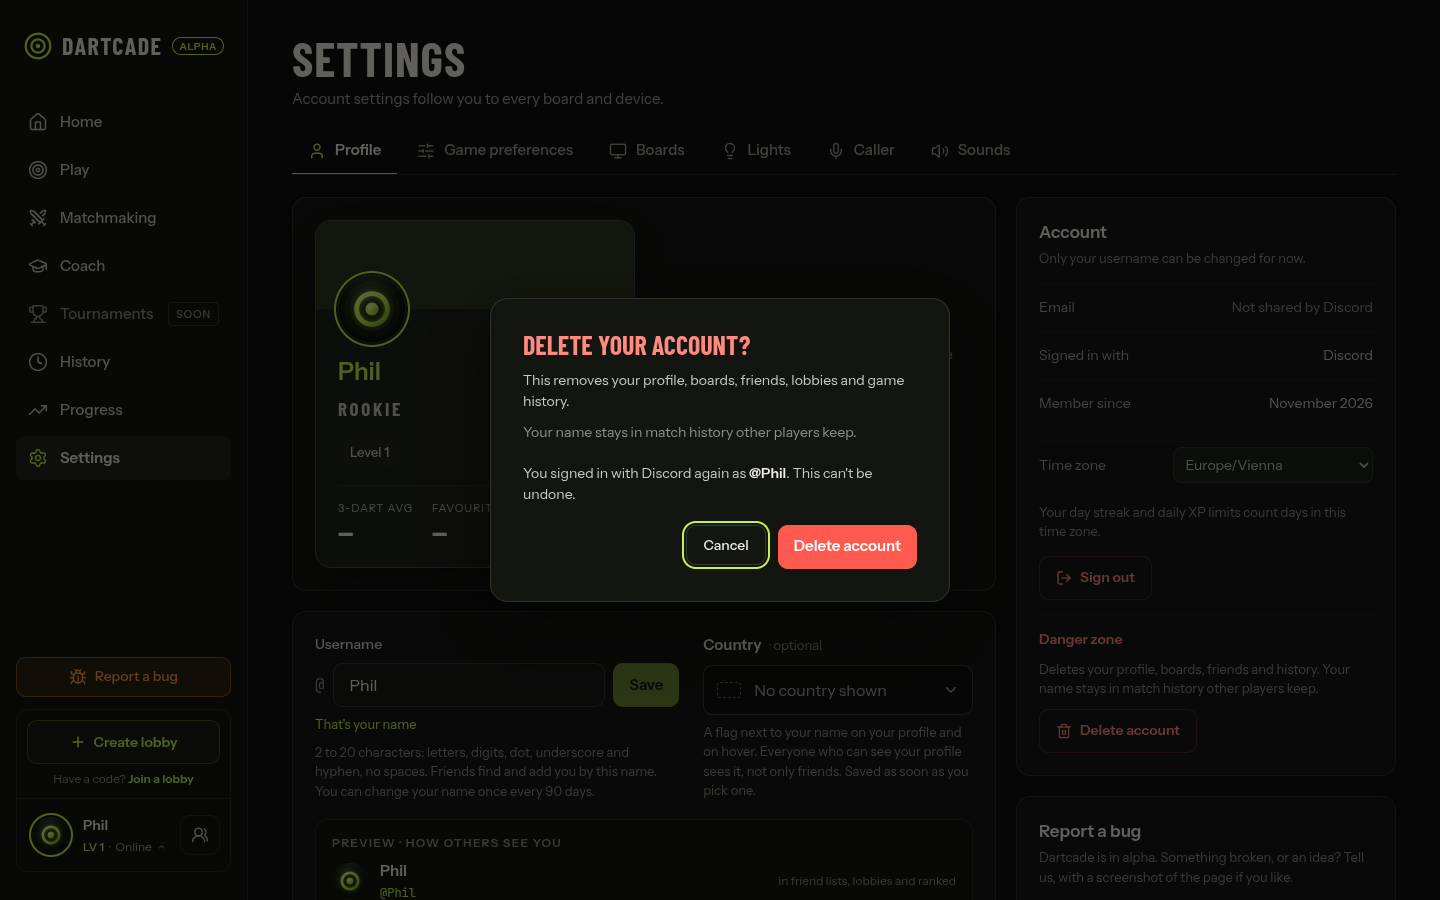 DARTCADE ALPHA
Home
Play
Matchmaking
Coach
Tournaments SOON
History
Progress
Settings
Report a bug
Create lobby
Have a code? Join a lobby
Phil
LV 1 · Online
SETTINGS
Account settings follow you to every board and device.
Profile Game preferences Boards Lights Caller Sounds
Phil
ROOKIE
Level 1
3-DART AVG
–
–
DELETE YOUR ACCOUNT?
This removes your profile, boards, friends, lobbies and game
history.
Your name stays in match history other players keep.
You signed in with Discord again as @Phil. This can't be
undone.
Cancel Delete account
Username
@ Phil Save
That's your name
2 to 20 characters: letters, digits, dot, underscore and
hyphen, no spaces. Friends find and add you by this name.
You can change your name once every 90 days.
Country · optional
No country shown
A flag next to your name on your profile and
on hover. Everyone who can see your profile
sees it, not only friends. Saved as soon as you
pick one.
PREVIEW · HOW OTHERS SEE YOU
Phil
@Phil
in friend lists, lobbies and ranked
Account
Only your username can be changed for now.
Email Not shared by Discord
Signed in with Discord
Member since November 2026
Time zone Europe/Vienna
Your day streak and daily XP limits count days in this
time zone.
Sign out
Danger zone
Deletes your profile, boards, friends and history. Your
name stays in match history other players keep.
Delete account
Report a bug
Dartcade is in alpha. Something broken, or an idea? Tell
us, with a screenshot of the page if you like.